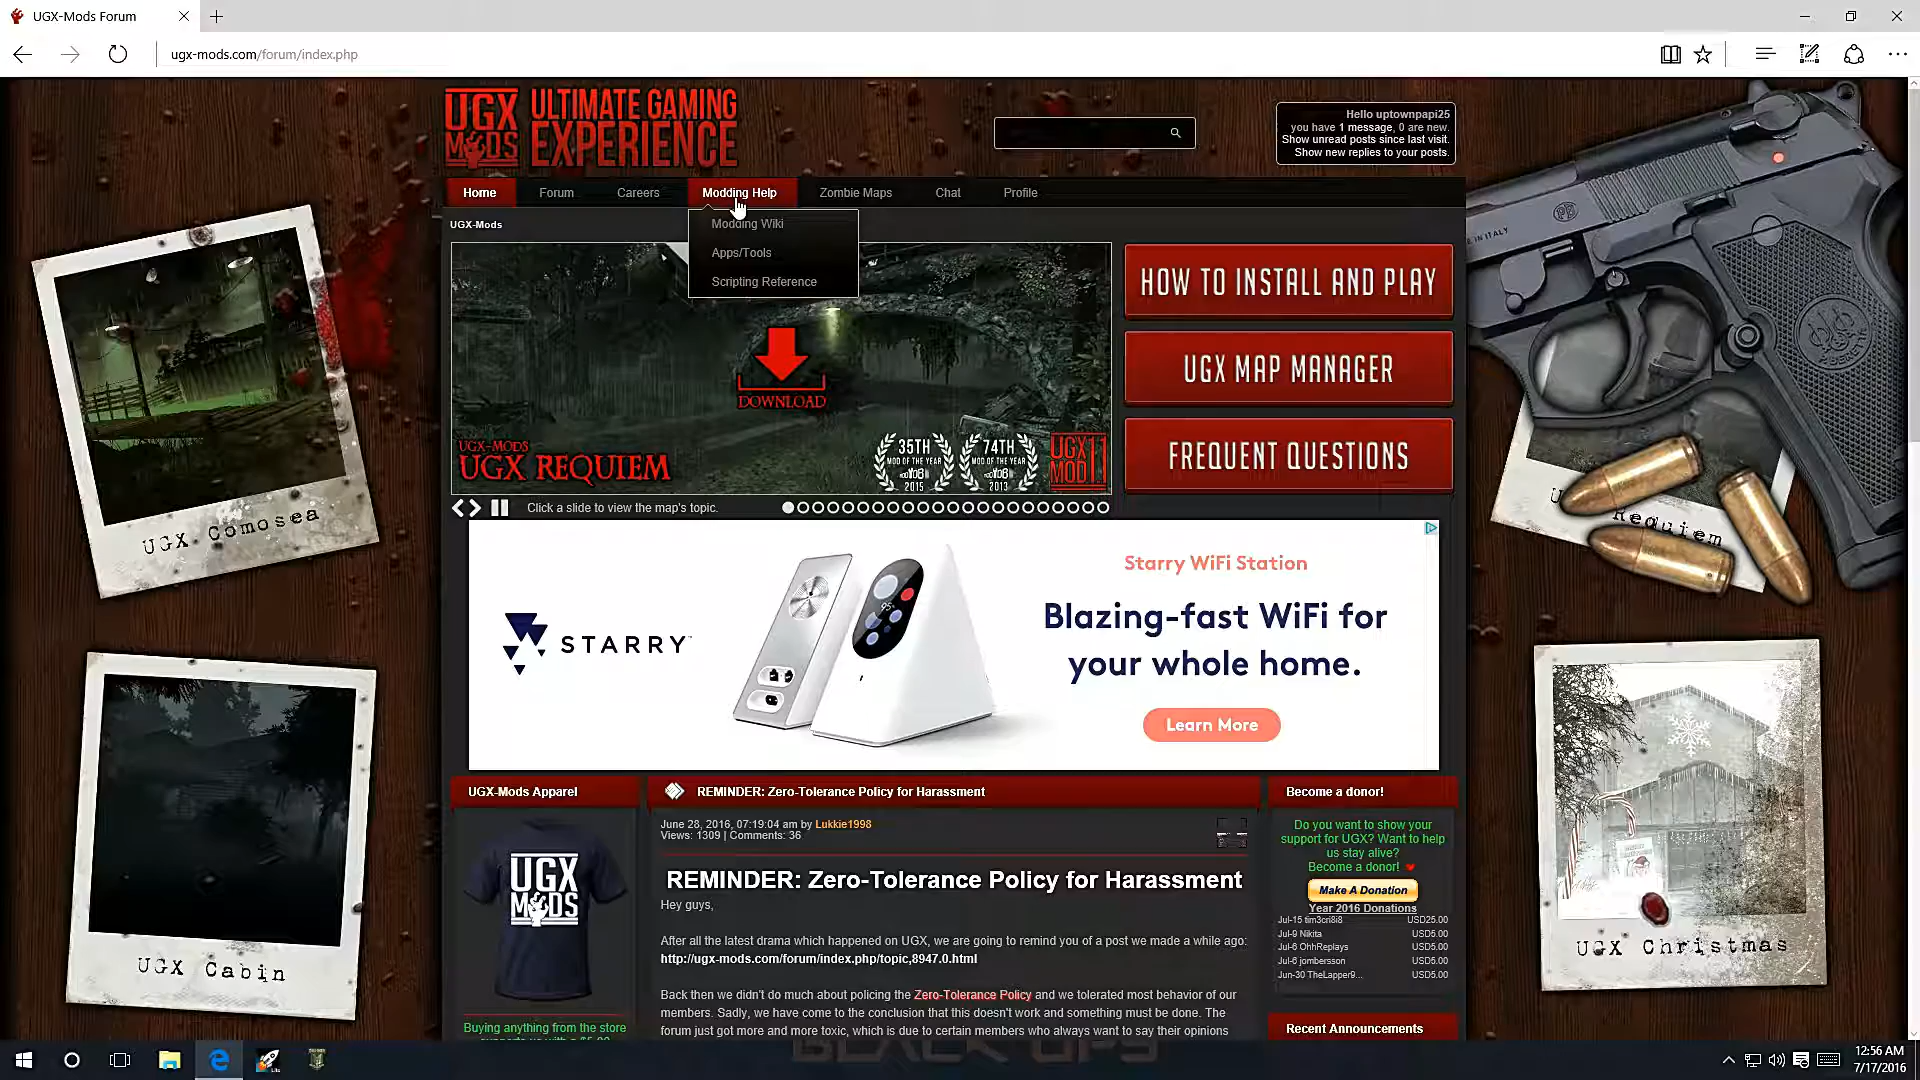 UGX-Mods Forum
ugx-mods.com/forum/index.php
UGX MODS
ULTIMATE GAMING EXPERIENCE
Hello uptownpapi25
you have 1 message, 0 are new.
Show unread posts since last visit.
Show new replies to your posts.
Home
Forum
Careers
Modding Help
Zombie Maps
Chat
Profile
Modding Wiki
Apps/Tools
Scripting Reference
UGX-Mods
HOW TO INSTALL AND PLAY
UGX MAP MANAGER
FREQUENT QUESTIONS
DOWNLOAD
UGX-MODS
UGX REQUIEM
35TH
MOD OF THE YEAR
2015
74TH
MOD OF THE YEAR
2013
UGX
MOD
Click a slide to view the map's topic.
PB
IN ITALY
UGX Comosea
Requiem
STARRY
Starry WiFi Station
Blazing-fast WiFi for
your whole home.
Learn More
UGX-Mods Apparel
REMINDER: Zero-Tolerance Policy for Harassment
Become a donor!
June 28, 2016, 07:19:04 am by Lukkie1998
Views: 1309 | Comments: 36
REMINDER: Zero-Tolerance Policy for Harassment
Hey guys,
After all the latest drama which happened on UGX, we are going to remind you of a post we made a while ago:
http://ugx-mods.com/forum/index.php/topic,8947.0.html
Back then we didn't do much about policing the Zero-Tolerance Policy and we tolerated most behavior of our
members. Sadly, we have come to the conclusion that this doesn't work and something must be done. The
forum just got more and more toxic, which is due to certain members who always want to say their opinions
UGX
MODS
Buying anything from the store
Do you want to show your
support for UGX? Want to help
us stay alive?
Become a donor!
Make A Donation
Year 2016 Donations
Jul-15 tim3cri8i8 USD25.00
Jul-9 Nikita USD5.00
Jul-6 OhhReplays USD5.00
Jul-6 jombersson USD5.00
Jun-30 TheLapper9... USD5.00
Recent Announcements
UGX Cabin
UGX Christmas
BLACK OPS
12:56 AM
7/17/2016